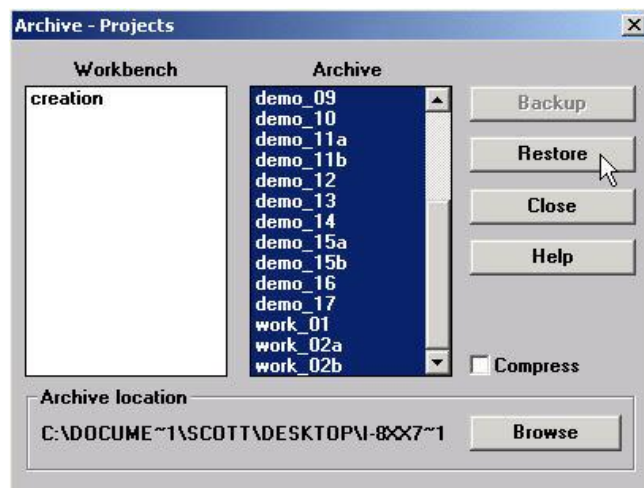 Archive - Projects
Workbench
creation
Archive
demo_09
demo_10
demo_11a
demo_11b
demo_12
demo_13
demo_14
demo_15a
demo_15b
demo_16
demo_17
work_01
work_02a
work_02b
Backup
Restore
Close
Help
Compress
Archive location
C:\DOCUME~1\SCOTT\DESKTOP\I-8XX7~1
Browse